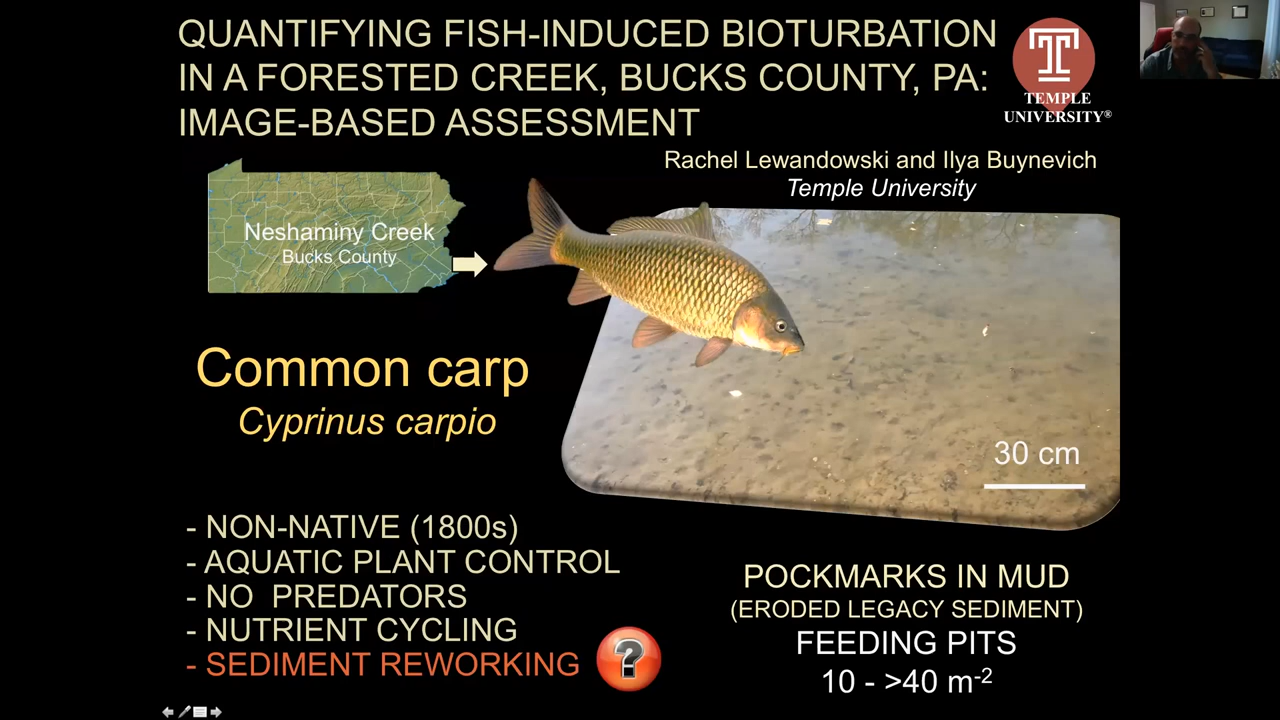 QUANTIFYING FISH-INDUCED BIOTURBATION
IN A FORESTED CREEK, BUCKS COUNTY, PA:
IMAGE-BASED ASSESSMENT
TEMPLE
UNIVERSITY®
Rachel Lewandowski and Ilya Buynevich
Temple University
Neshaminy Creek
Bucks County
Common carp
Cyprinus carpio
30 cm
- NON-NATIVE (1800s)
- AQUATIC PLANT CONTROL
- NO PREDATORS
- NUTRIENT CYCLING
- SEDIMENT REWORKING
?
POCKMARKS IN MUD
(ERODED LEGACY SEDIMENT)
FEEDING PITS
10 - >40 m-2